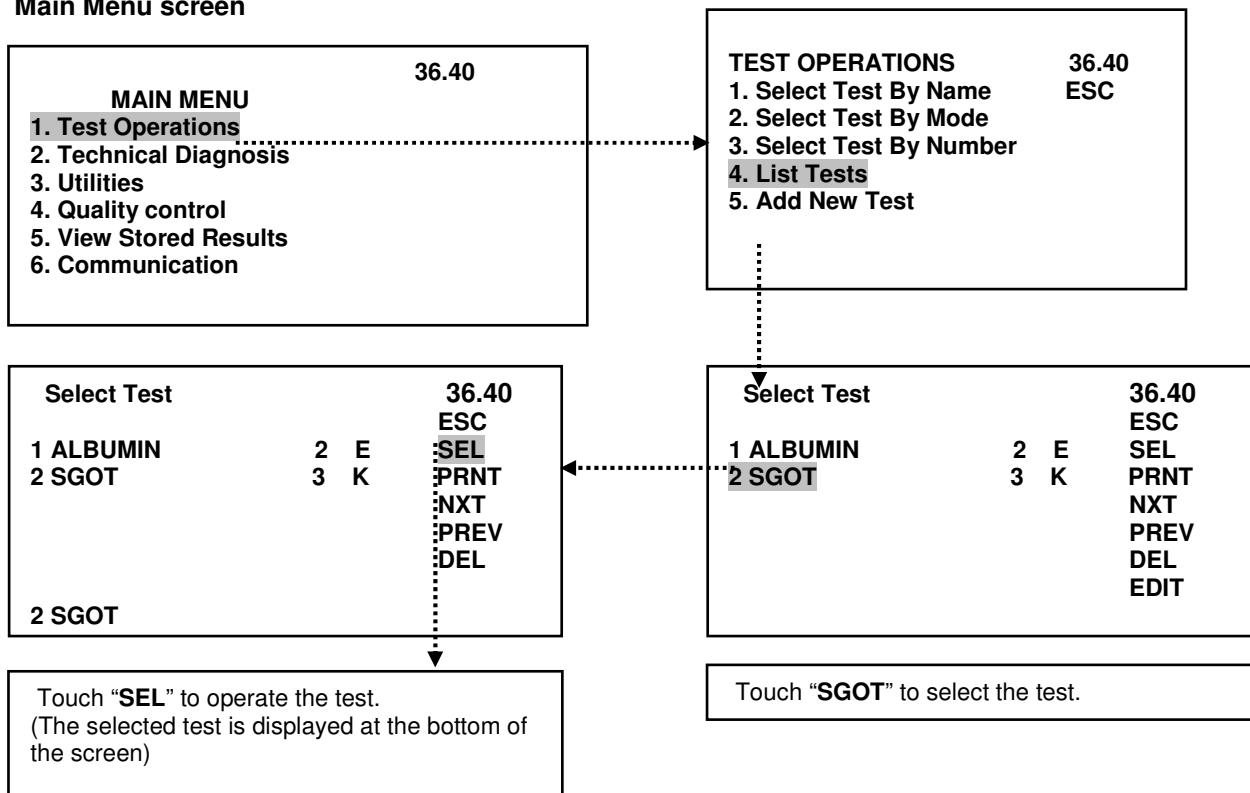 Main Menu screen
36.40
MAIN MENU
1. Test Operations
2. Technical Diagnosis
3. Utilities
4. Quality control
5. View Stored Results
6. Communication
TEST OPERATIONS 36.40
1. Select Test By Name ESC
2. Select Test By Mode
3. Select Test By Number
4. List Tests
5. Add New Test
Select Test 36.40
ESC
1 ALBUMIN 2 E SEL
2 SGOT 3 K PRNT
NXT
PREV
DEL
2 SGOT
Select Test 36.40
ESC
1 ALBUMIN 2 E SEL
2 SGOT 3 K PRNT
NXT
PREV
DEL
EDIT
Touch “SEL” to operate the test.
(The selected test is displayed at the bottom of
the screen)
Touch “SGOT” to select the test.